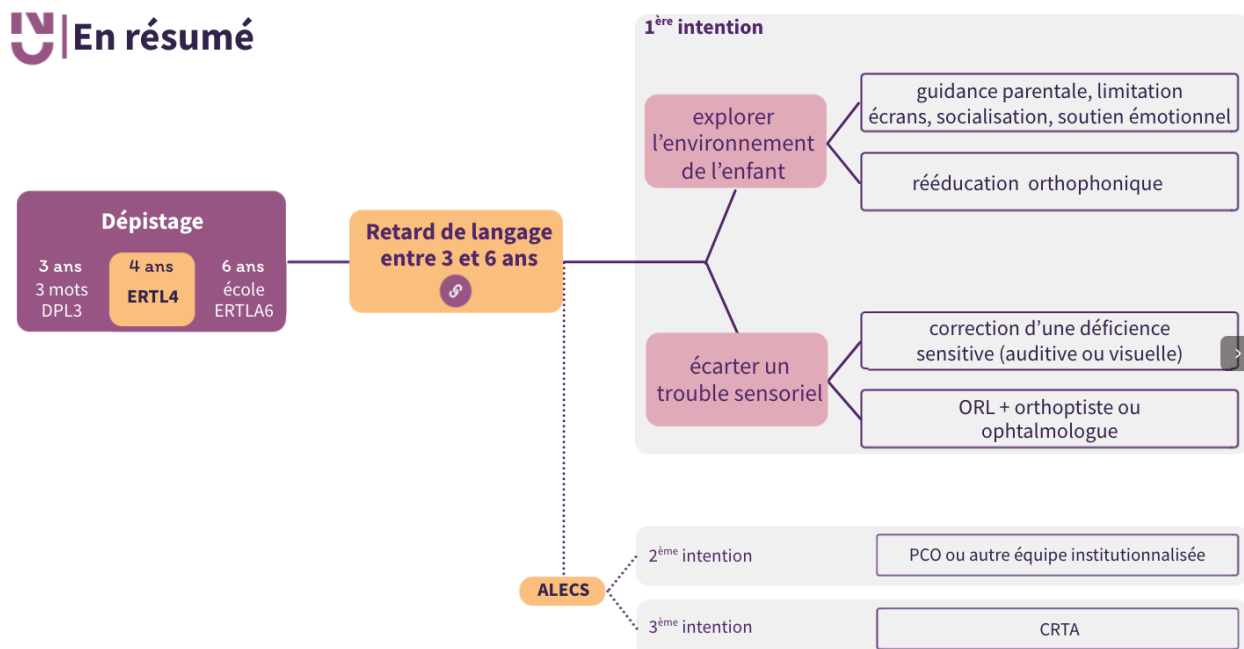 En résumé
1ère intention
explorer
l'environnement
de l'enfant
guidance parentale, limitation
écrans, socialisation, soutien émotionnel
rééducation orthophonique
Dépistage
3 ans
3 mots
DPL3
4 ans
ERTL4
6 ans
école
ERTLA6
Retard de langage
entre 3 et 6 ans
écarter un
trouble sensoriel
correction d'une déficience
sensitive (auditive ou visuelle)
ORL + orthoptiste ou
ophtalmologue
ALECS
2ème intention
PCO ou autre équipe institutionnalisée
3ème intention
CRTA